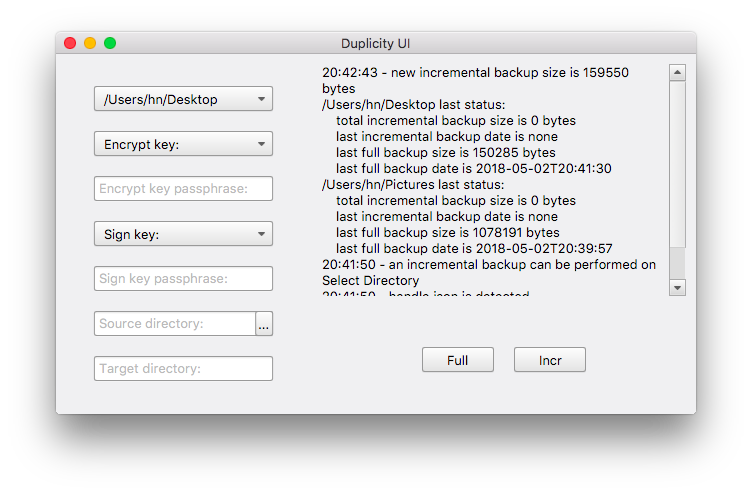 Duplicity UI
/Users/hn/Desktop
Encrypt key:
Encrypt key passphrase:
Sign key:
Sign key passphrase:
Source directory:
...
Target directory:
20:42:43 - new incremental backup size is 159550
bytes
/Users/hn/Desktop last status:
total incremental backup size is 0 bytes
last incremental backup date is none
last full backup size is 150285 bytes
last full backup date is 2018-05-02T20:41:30
/Users/hn/Pictures last status:
total incremental backup size is 0 bytes
last incremental backup date is none
last full backup size is 1078191 bytes
last full backup date is 2018-05-02T20:39:57
20:41:50 - an incremental backup can be performed on
Select Directory
20:41:50 - handle.json is detected
Full
Incr